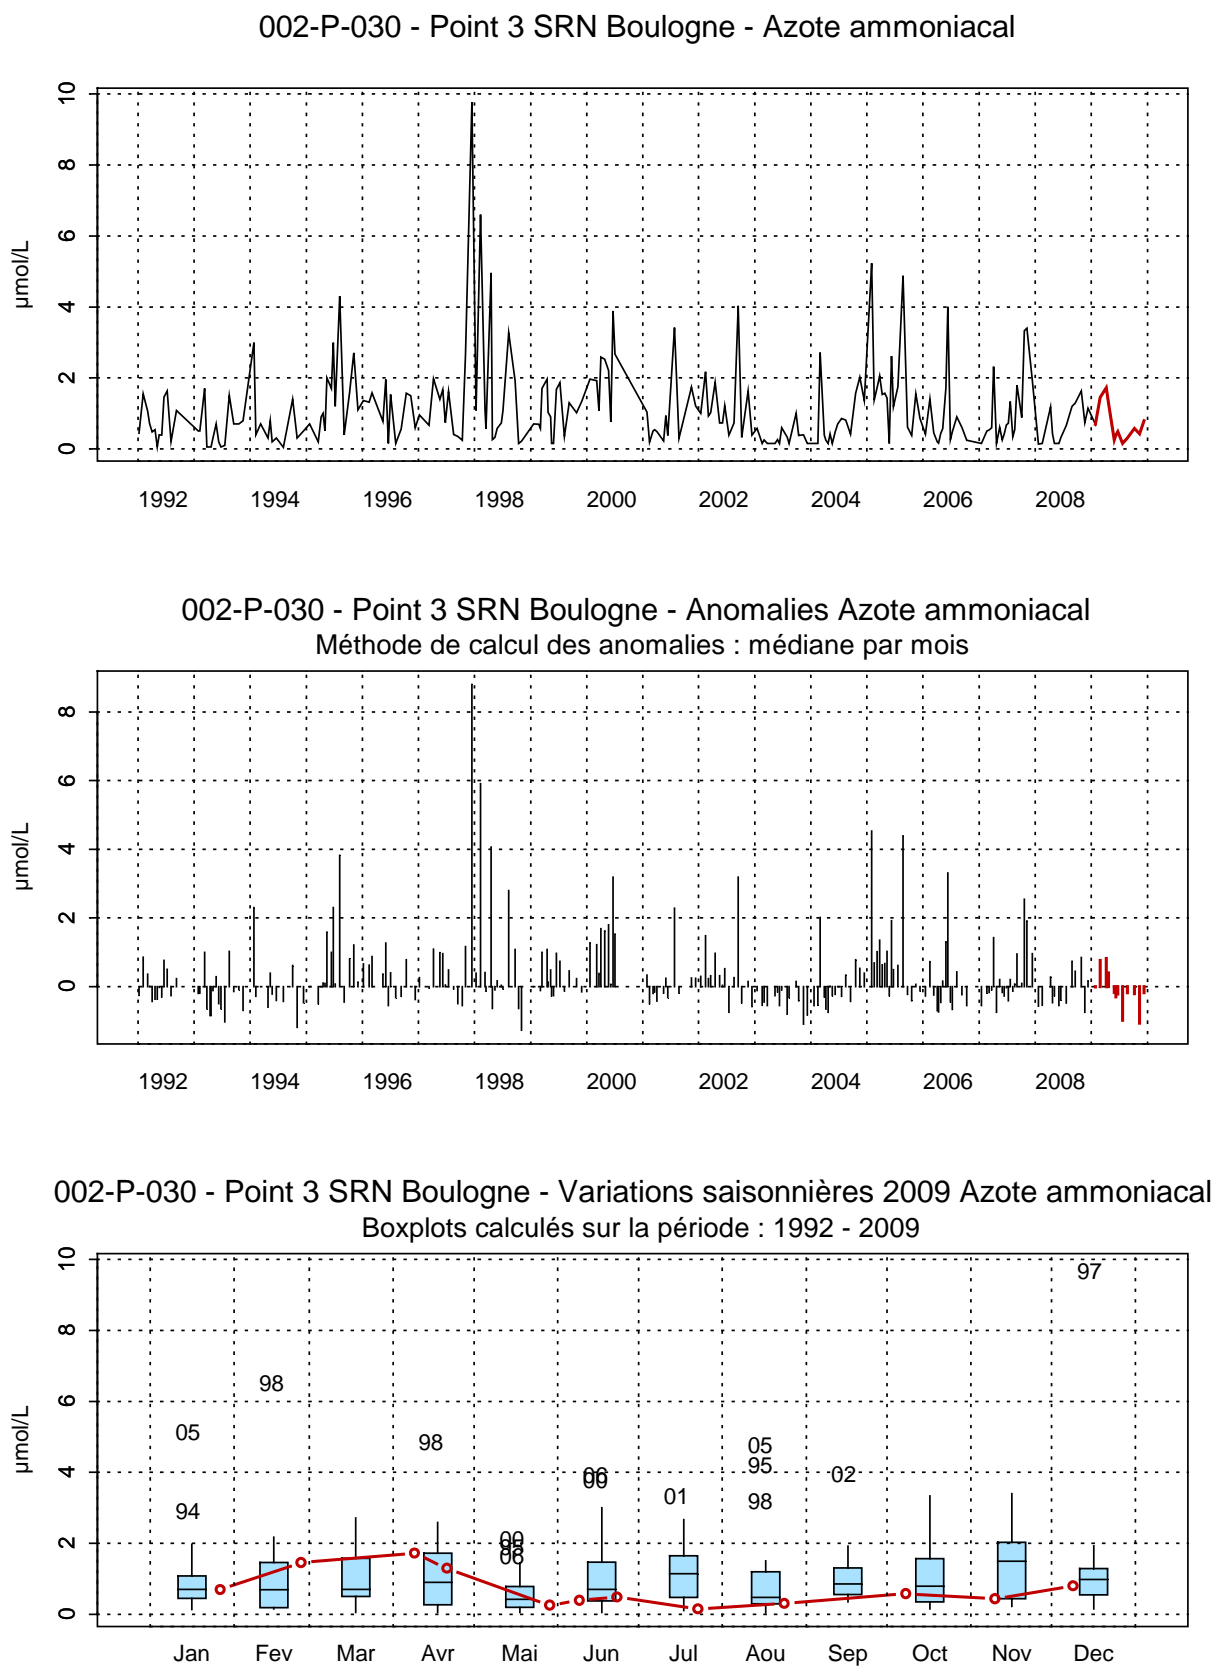 002-P-030 - Point 3 SRN Boulogne - Azote ammoniacal
10
8
6
4
2
0
µmol/L
1992 1994 1996 1998 2000 2002 2004 2006 2008
002-P-030 - Point 3 SRN Boulogne - Anomalies Azote ammoniacal
Méthode de calcul des anomalies : médiane par mois
8
6
4
2
0
µmol/L
1992 1994 1996 1998 2000 2002 2004 2006 2008
002-P-030 - Point 3 SRN Boulogne - Variations saisonnières 2009 Azote ammoniacal
Boxplots calculés sur la période : 1992 - 2009
10
8
6
4
2
0
µmol/L
97
98
05
98
05
95
06
00
02
01
98
94
00
95
06
Jan Fev Mar Avr Mai Jun Jul Aou Sep Oct Nov Dec